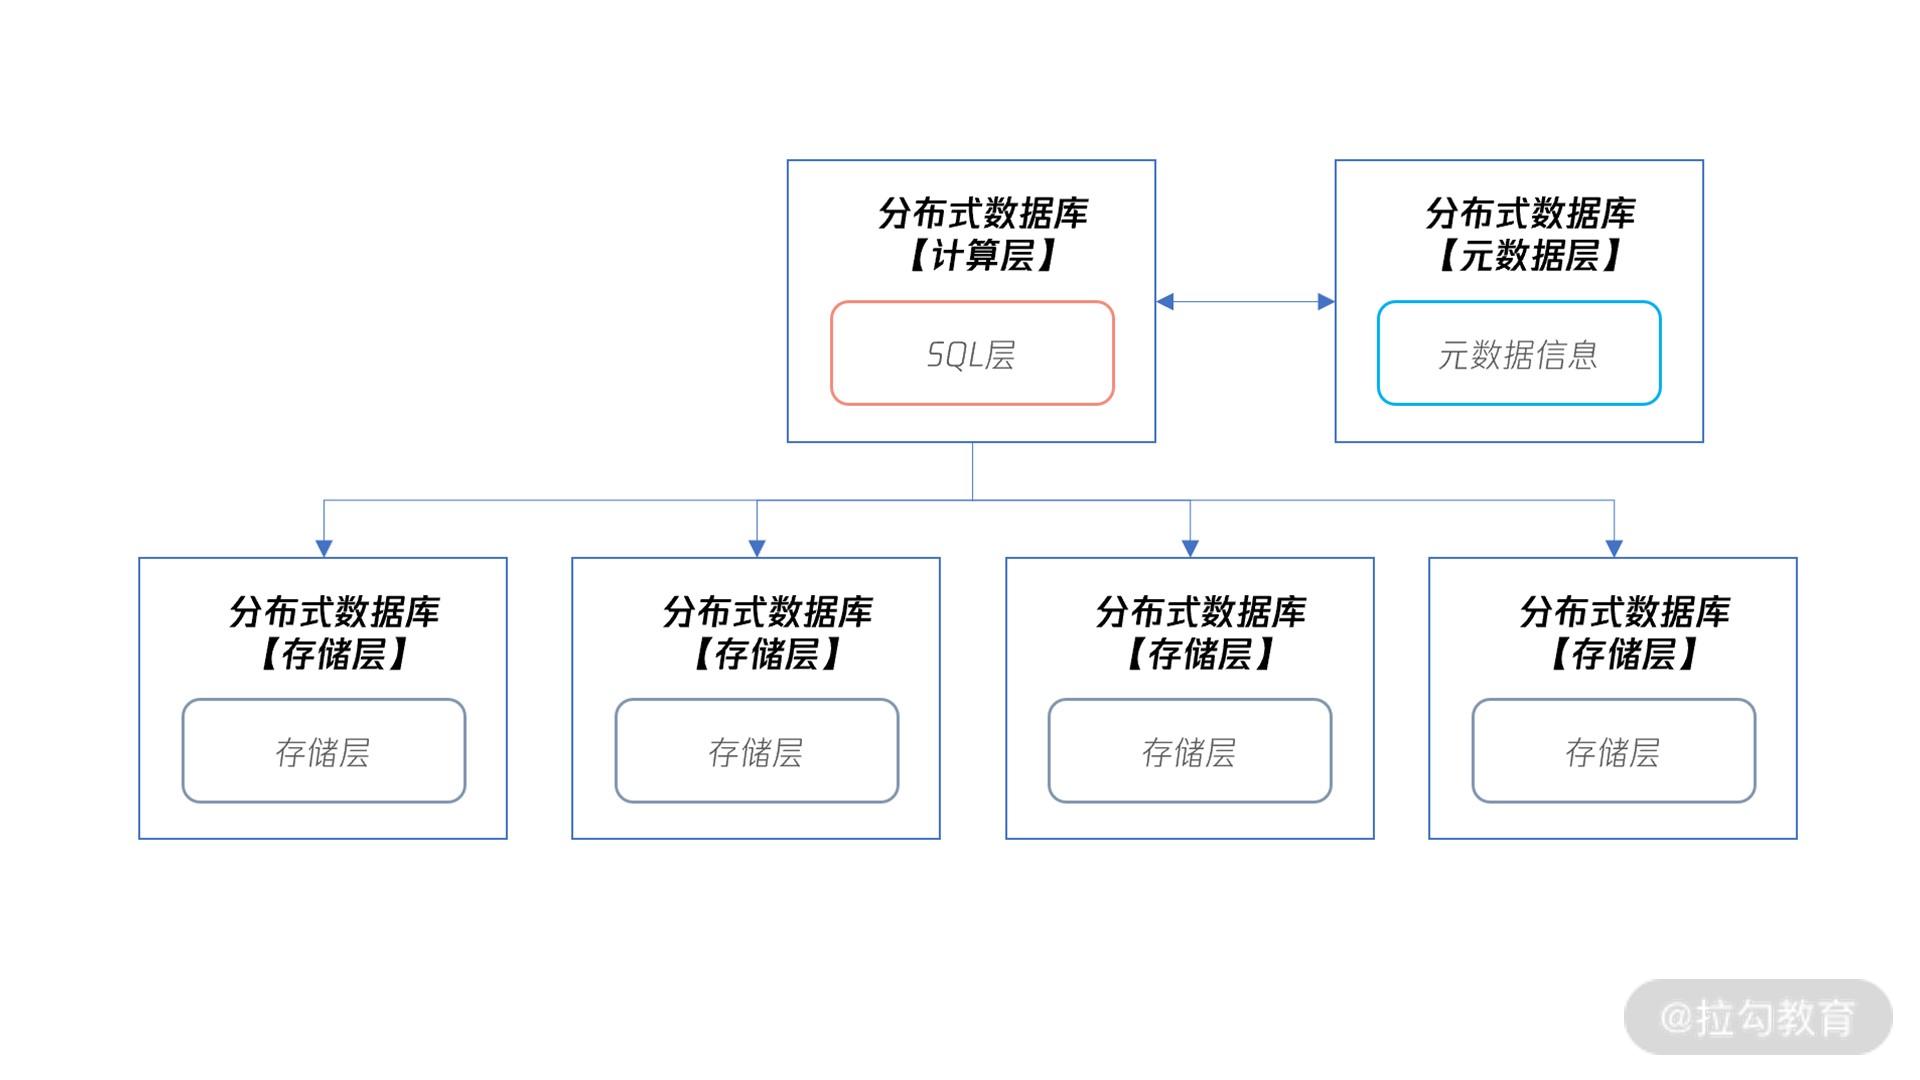 分布式数据库
【计算层】
SQL层
分布式数据库
【元数据层】
元数据信息
分布式数据库
【存储层】
存储层
分布式数据库
【存储层】
存储层
分布式数据库
【存储层】
存储层
分布式数据库
【存储层】
存储层
@拉勾教育